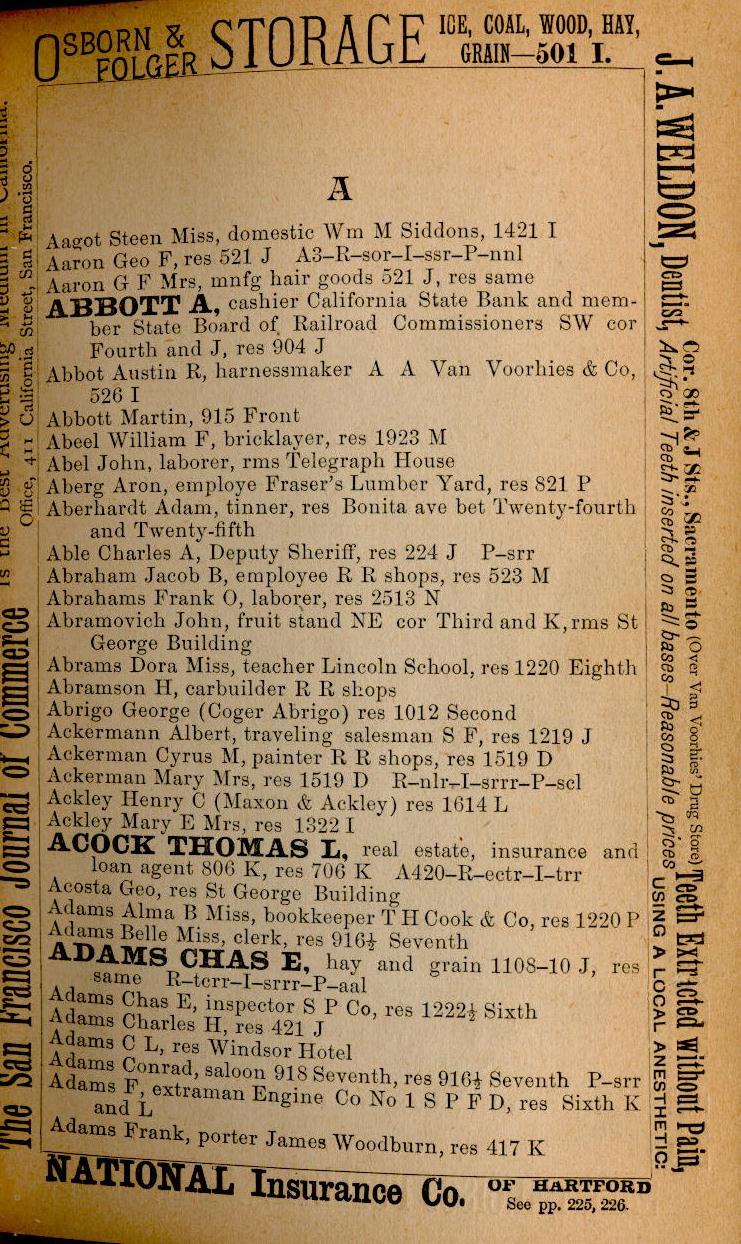 OSBORN & FOLGER STORAGE ICE, COAL, WOOD, HAY,
GRAIN—501 I.
A
Aagot Steen Miss, domestic Wm M Siddons, 1421 I
Aaron Geo F, res 521 J A3–R–sor–I–ssr–P–nnl
Aaron G F Mrs, mnfg hair goods 521 J, res same
ABBOTT A, cashier California State Bank and mem-
ber State Board of Railroad Commissioners SW cor
Fourth and J, res 904 J
Abbot Austin R, harnessmaker A A Van Voorhies & Co,
526 I
Abbott Martin, 915 Front
Abeel William F, bricklayer, res 1923 M
Abel John, laborer, rms Telegraph House
Aberg Aron, employe Fraser's Lumber Yard, res 821 P
Aberhardt Adam, tinner, res Bonita ave bet Twenty-fourth
and Twenty-fifth
Able Charles A, Deputy Sheriff, res 224 J P–srr
Abraham Jacob B, employee R R shops, res 523 M
Abrahams Frank O, laborer, res 2513 N
Abramovich John, fruit stand NE cor Third and K, rms St
George Building
Abrams Dora Miss, teacher Lincoln School, res 1220 Eighth
Abramson H, carbuilder R R shops
Abrigo George (Coger Abrigo) res 1012 Second
Ackermann Albert, traveling salesman S F, res 1219 J
Ackerman Cyrus M, painter R R shops, res 1519 D
Ackerman Mary Mrs, res 1519 D R–nlr–I–srrr–P–scl
Ackley Henry C (Maxon & Ackley) res 1614 L
Ackley Mary E Mrs, res 1322 I
ACOCK THOMAS L, real estate, insurance and
loan agent 806 K, res 706 K A420–R–ectr–I–trr
Acosta Geo, res St George Building
Adams Alma B Miss, bookkeeper T H Cook & Co, res 1220 P
Adams Belle Miss, clerk, res 916½ Seventh
ADAMS CHAS E, hay and grain 1108–10 J, res
same R–tcrr–I–srrr–P–aal
Adams Chas E, inspector S P Co, res 1222½ Sixth
Adams Charles H, res 421 J
Adams C L, res Windsor Hotel
Adams Conrad, saloon 918 Seventh, res 916½ Seventh P–srr
Adams F, extraman Engine Co No 1 S P F D, res Sixth K
and L
Adams Frank, porter James Woodburn, res 417 K
NATIONAL Insurance Co. OF HARTFORD
See pp. 225, 226.
J. A. WELDON, Dentist, Cor. 8th & J Sts., Sacramento (Over Van Voorhies' Drug Store) Teeth Extracted without Pain,
Artificial Teeth inserted on all bases—Reasonable prices USING A LOCAL ANESTHETIC:
The San Francisco Journal of Commerce is the Best Advertising Medium in California.
Office, 411 California Street, San Francisco.